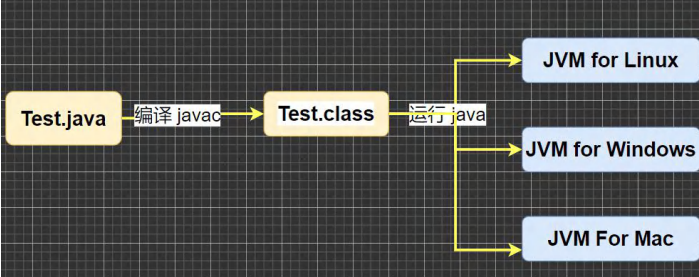 Test.java
编译 javac
Test.class
运行 java
JVM for Linux
JVM for Windows
JVM For Mac